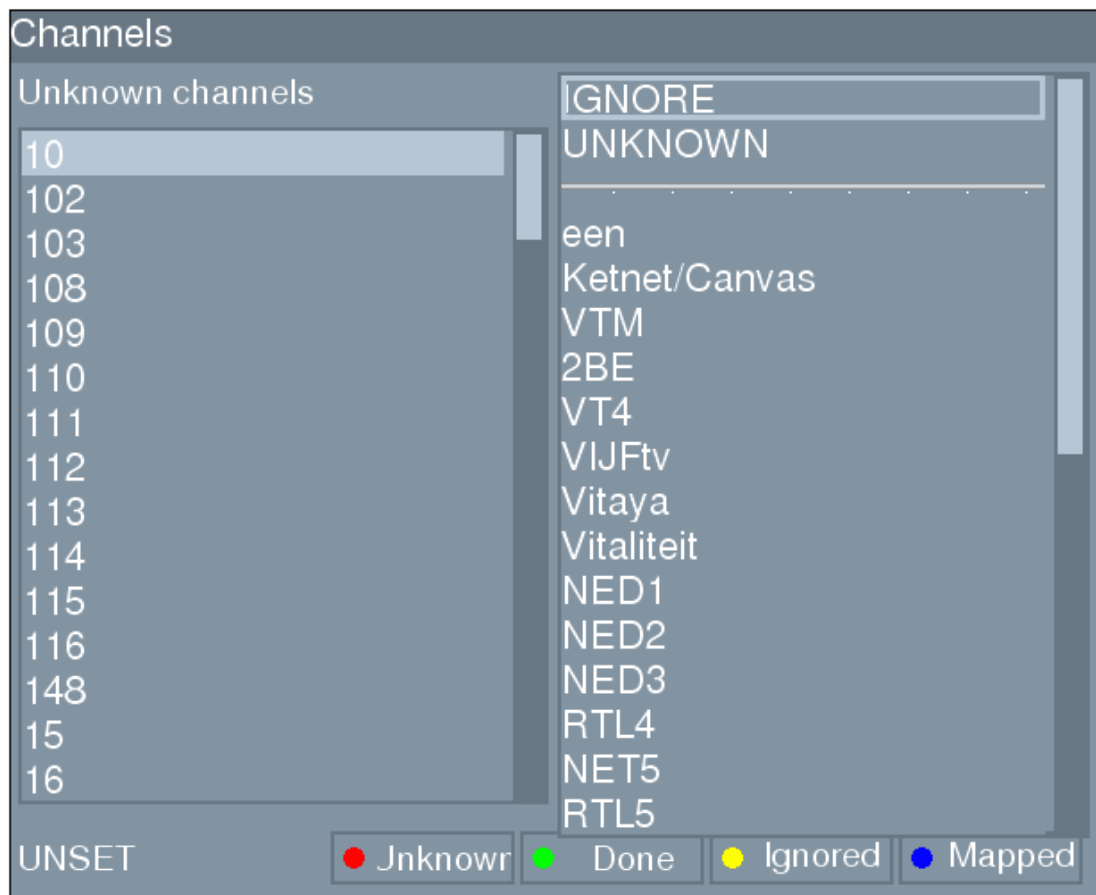 Channels
Unknown channels
10
102
103
108
109
110
111
112
113
114
115
116
148
15
16
IGNORE
UNKNOWN
een
Ketnet/Canvas
VTM
2BE
VT4
VIJFtv
Vitaya
Vitaliteit
NED1
NED2
NED3
RTL4
NET5
RTL5
UNSET
Jnknowr
Done
Ignored
Mapped